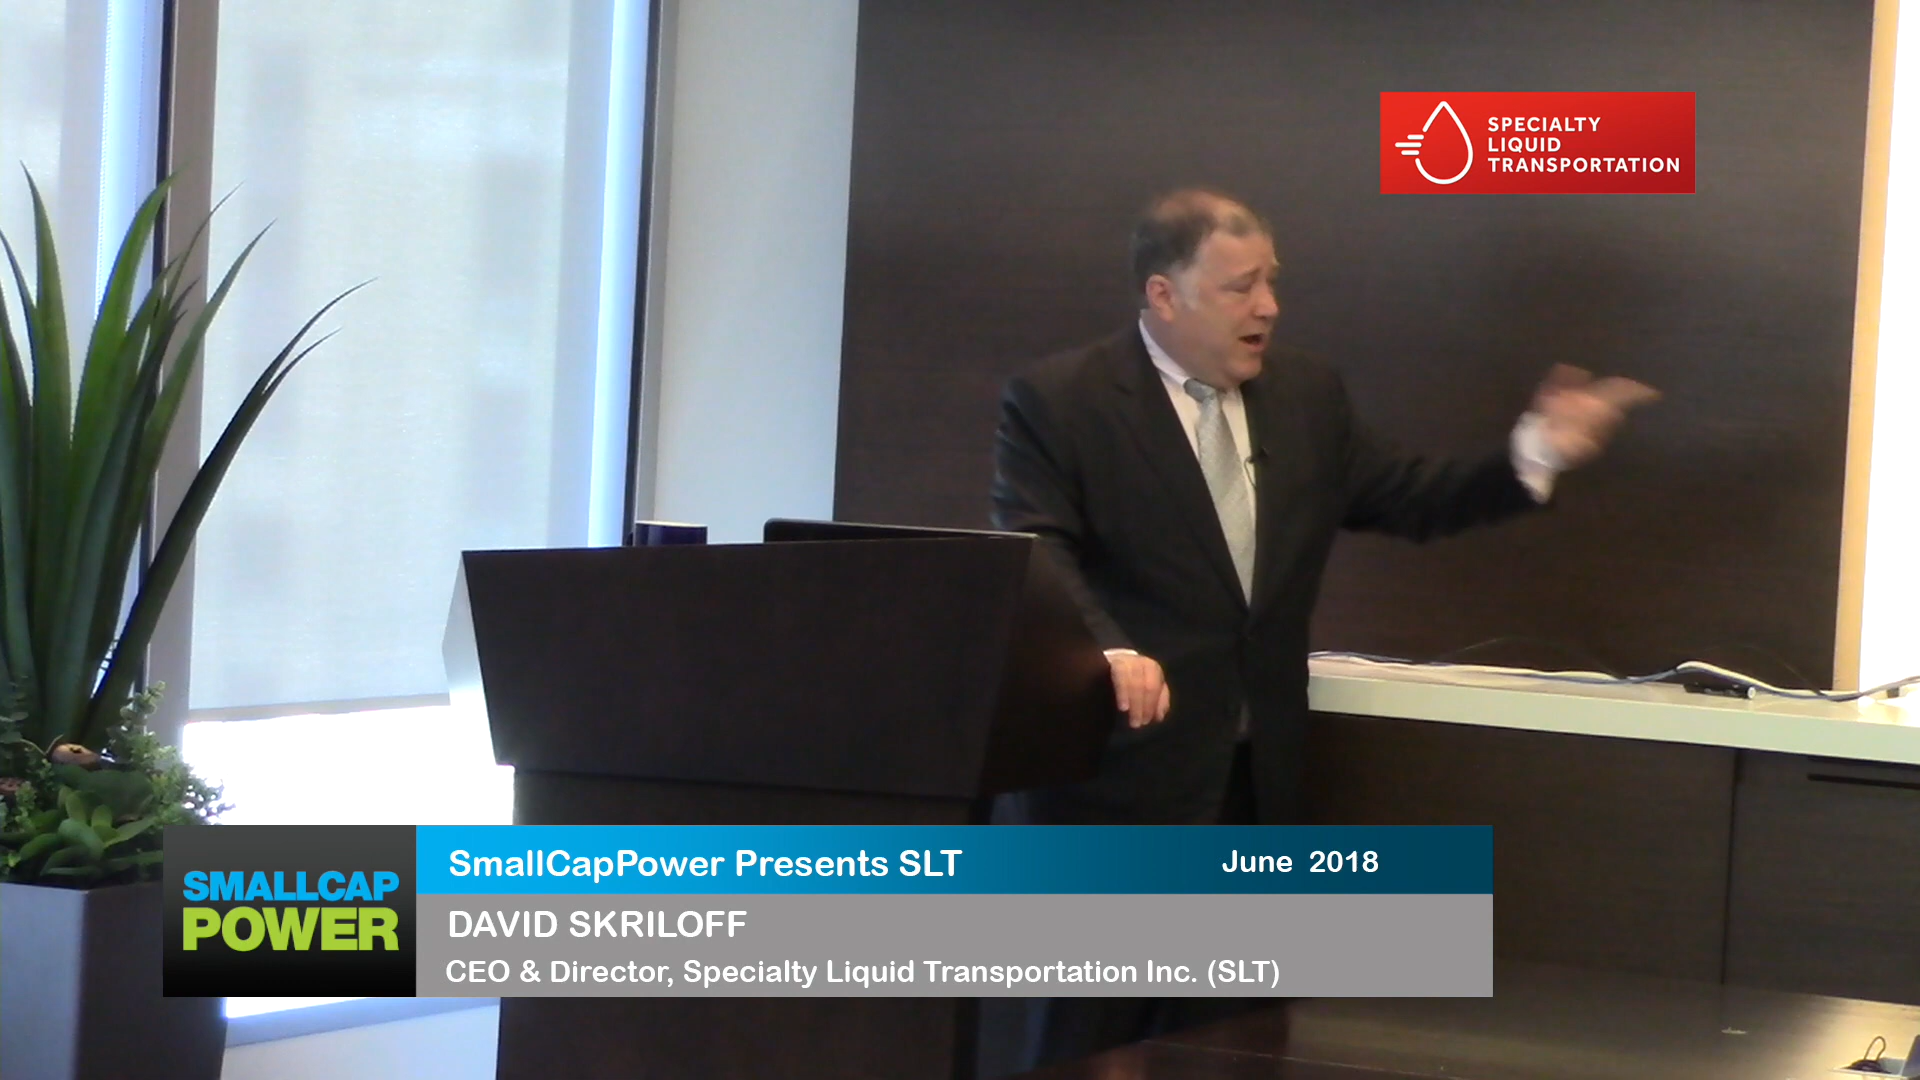 SPECIALTY
LIQUID
TRANSPORTATION
SMALLCAP
POWER
SmallCapPower Presents SLT June 2018
DAVID SKRILOFF
CEO & Director, Specialty Liquid Transportation Inc. (SLT)